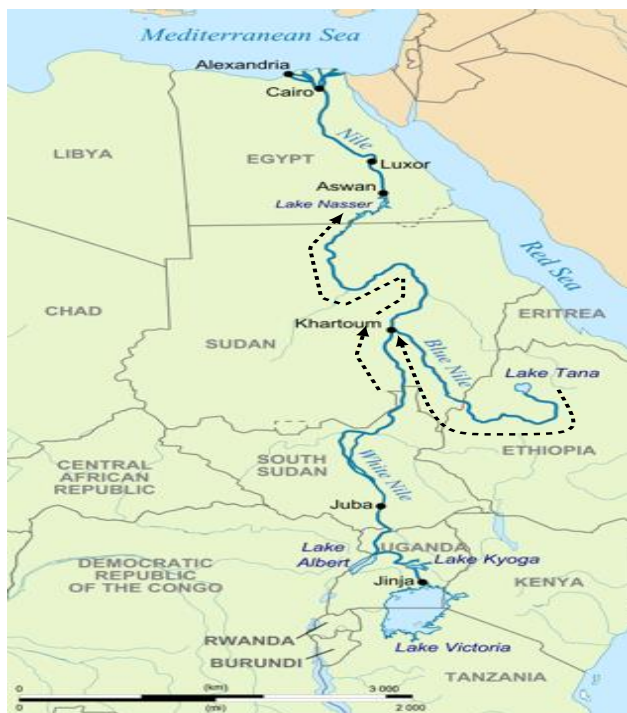 Mediterranean Sea
Alexandria
Cairo
Nile
LIBYA
EGYPT
Luxor
Aswan
Lake Nasser
Red Sea
CHAD
SUDAN
Khartoum
ERITREA
Blue Nile
Lake Tana
ETHIOPIA
SOUTH
SUDAN
CENTRAL
AFRICAN
REPUBLIC
White Nile
Juba
Lake
Albert
UGANDA
Lake Kyoga
DEMOCRATIC
REPUBLIC
OF THE CONGO
Jinja
KENYA
RWANDA
BURUNDI
Lake Victoria
TANZANIA
0 (km) 3 000
0 (mi) 2 000